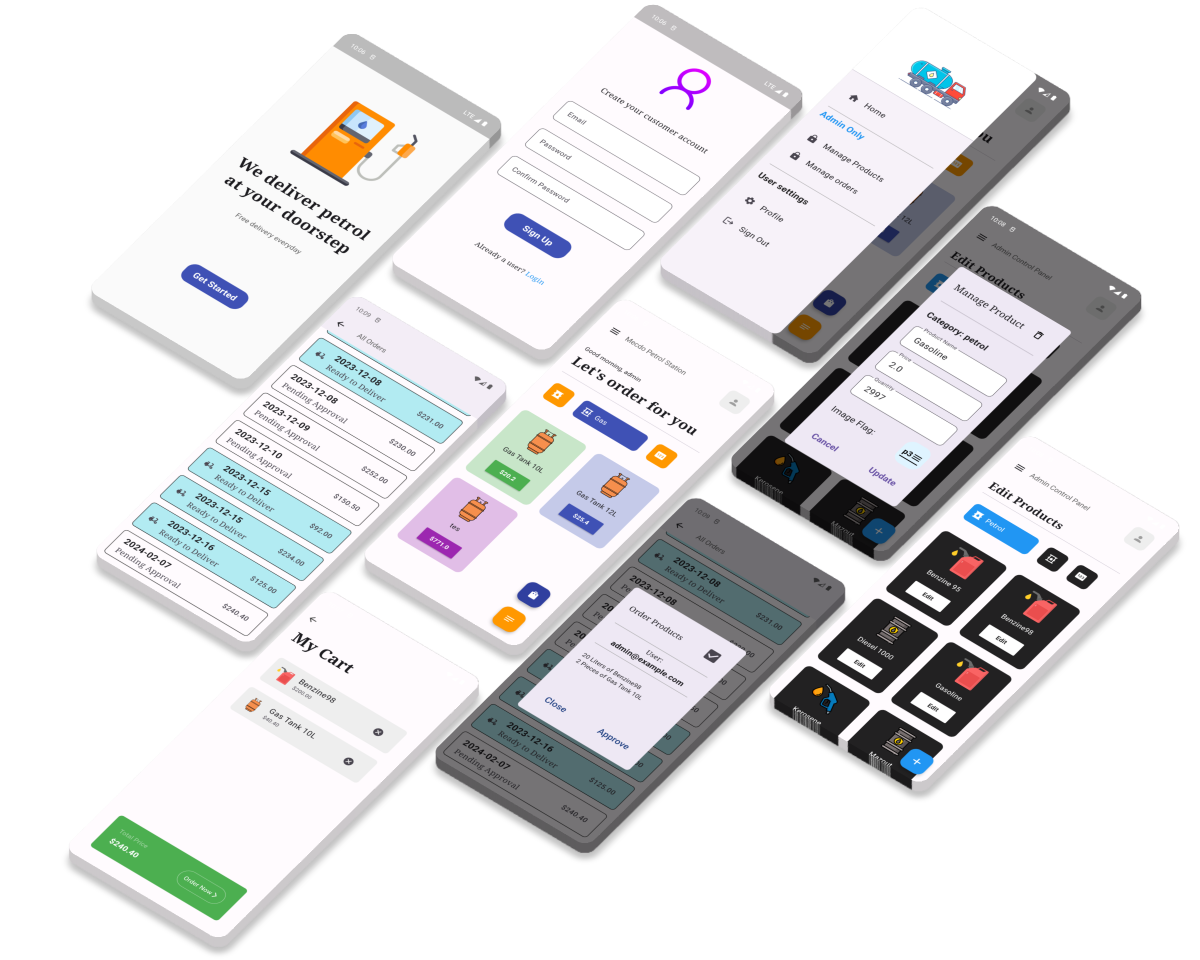 10:06
LTE
We deliver petrol
at your doorstep
Free delivery everyday
Get Started
10:06
LTE
Create your customer account
Email
Password
Confirm Password
Sign Up
Already a user? Login
Home
Admin Only
Manage Products
Manage orders
User settings
Profile
Sign Out
ou
12L
10:09
All Orders
2023-12-08
Ready to Deliver
$231.00
2023-12-08
Pending Approval
$230.00
2023-12-09
Pending Approval
$252.00
2023-12-10
Pending Approval
$150.50
2023-12-15
Ready to Deliver
$92.00
2023-12-15
Ready to Deliver
$234.00
2023-12-16
Ready to Deliver
$125.00
2024-02-07
Pending Approval
$240.40
Mecdo Petrol Station
Good morning, admin
Let's order for you
Gas
Gas Tank 10L
$20.2
Gas Tank 12L
$25.4
tes
$771.0
10:08
Admin Control Panel
Edit Products
Manage Product
Category: petrol
Product Name
Gasoline
Price
2.0
Quantity
2997
Image Flag:
p3
Cancel
Update
Kerosene
Mazout
My Cart
Benzine98
$200.00
Gas Tank 10L
$40.40
Total Price
$240.40
Order Now
10:09
All Orders
2023-12-08
Ready to Deliver
$231.00
2023-12-08
Order Products
User:
admin@example.com
20 Liters of Benzine98
2 Pieces of Gas Tank 10L
Close
Approve
2023-12-16
Ready to Deliver
$125.00
2024-02-07
Pending Approval
$240.40
Admin Control Panel
Edit Products
Petrol
Benzine 95
Edit
Benzine98
Edit
Diesel 1000
Edit
Gasoline
Edit
Kerosene
Mazout